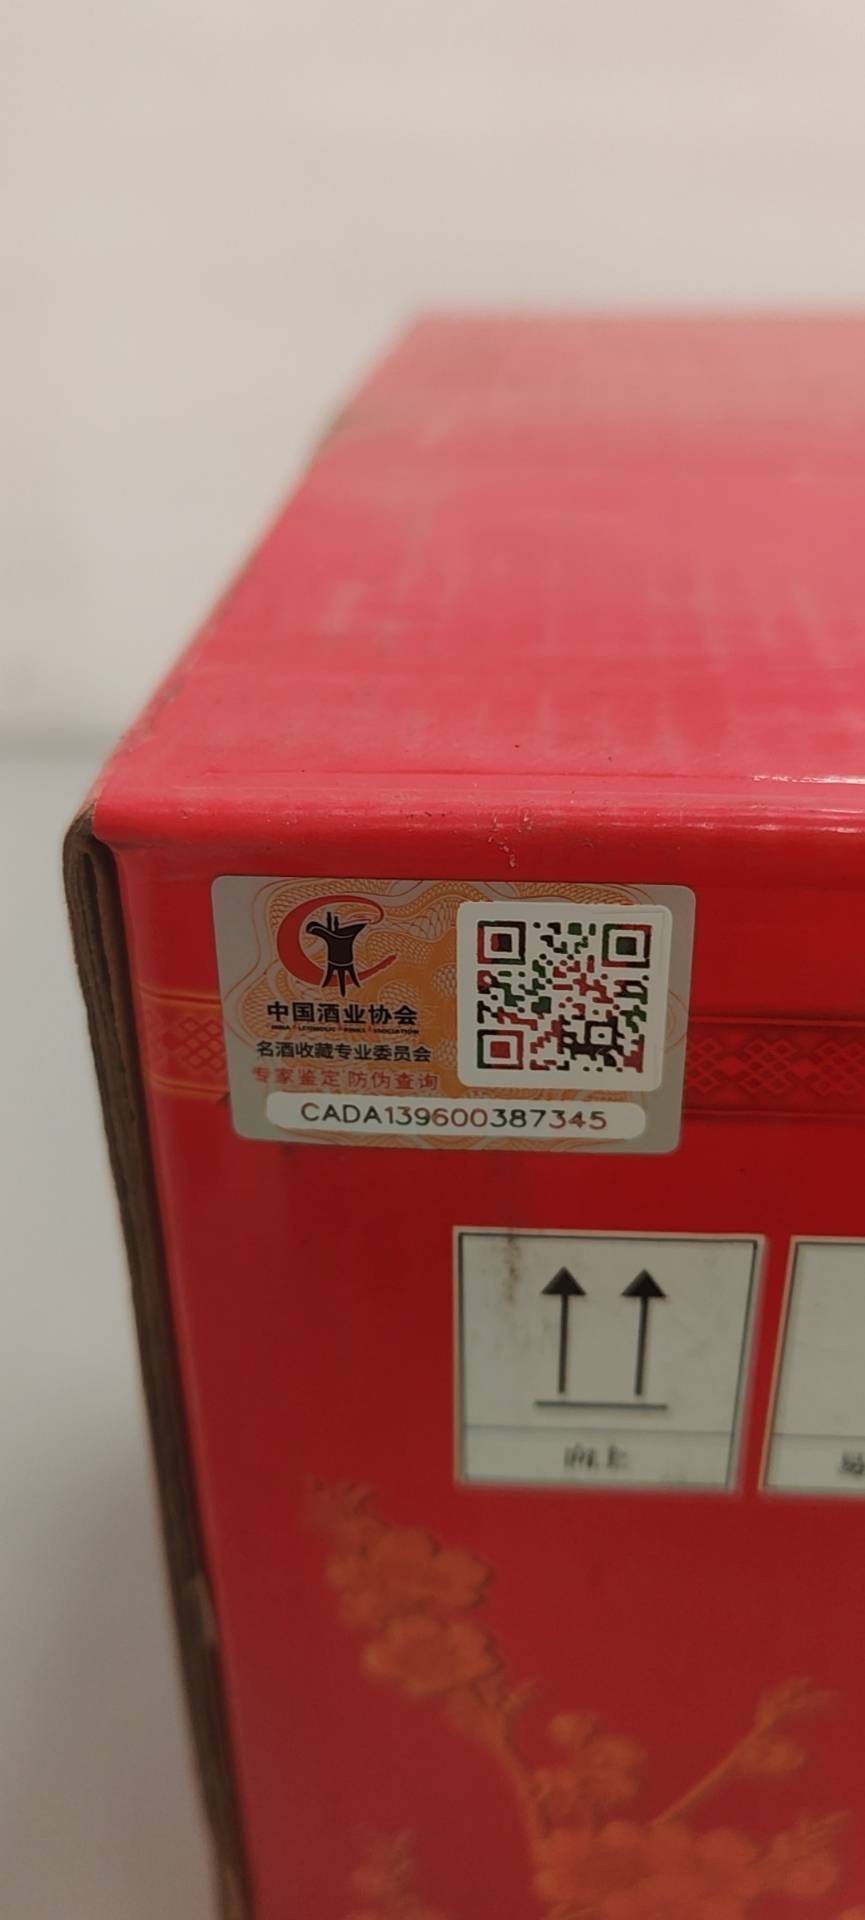 中国酒业协会
名酒收藏专业委员会
专家鉴定 防伪查询
CADA139600387345
向上